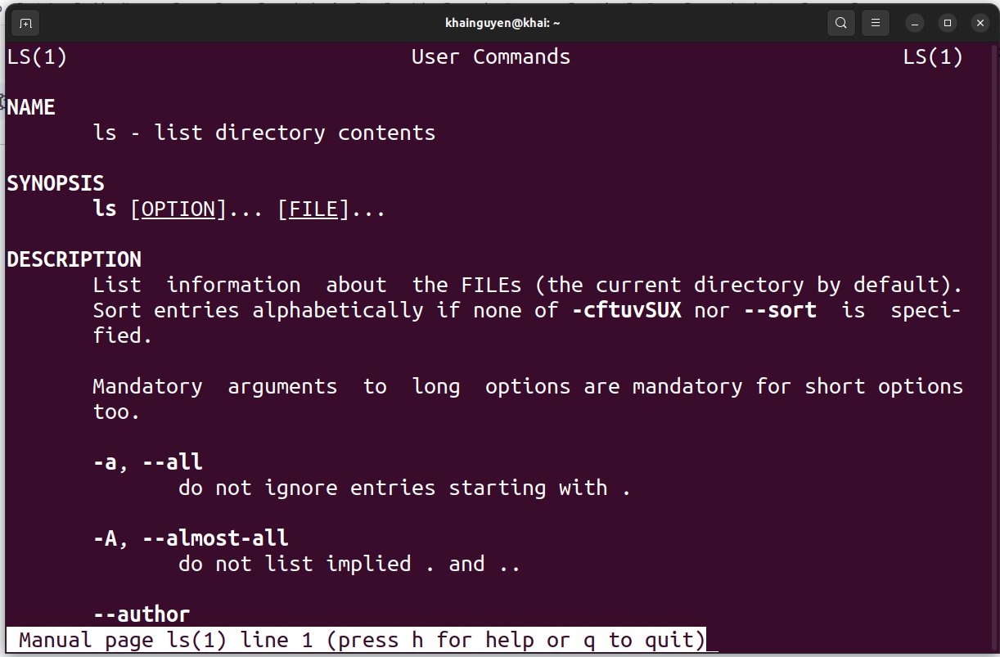 khainguyen@khai: ~
LS(1) User Commands LS(1)
NAME
ls - list directory contents
SYNOPSIS
ls [OPTION]... [FILE]...
DESCRIPTION
List information about the FILEs (the current directory by default).
Sort entries alphabetically if none of -cftuvSUX nor --sort is speci-
fied.
Mandatory arguments to long options are mandatory for short options
too.
-a, --all
do not ignore entries starting with .
-A, --almost-all
do not list implied . and ..
--author
Manual page ls(1) line 1 (press h for help or q to quit)